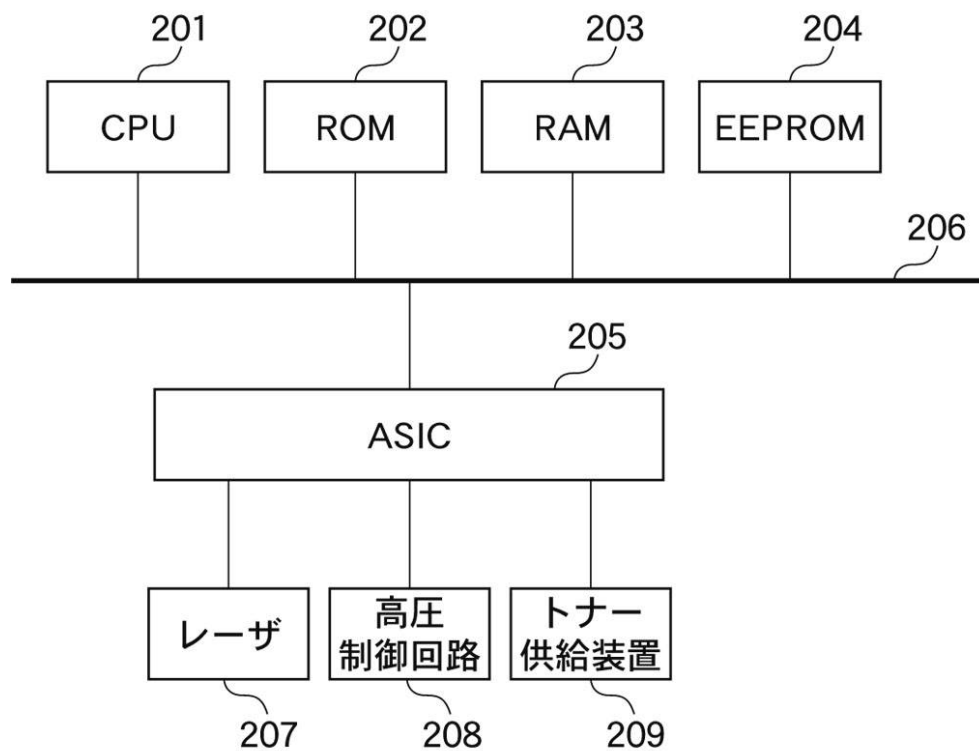 201
202
203
204
CPU
ROM
RAM
EEPROM
206
205
ASIC
レーザ
高圧
制御回路
トナー
供給装置
207
208
209